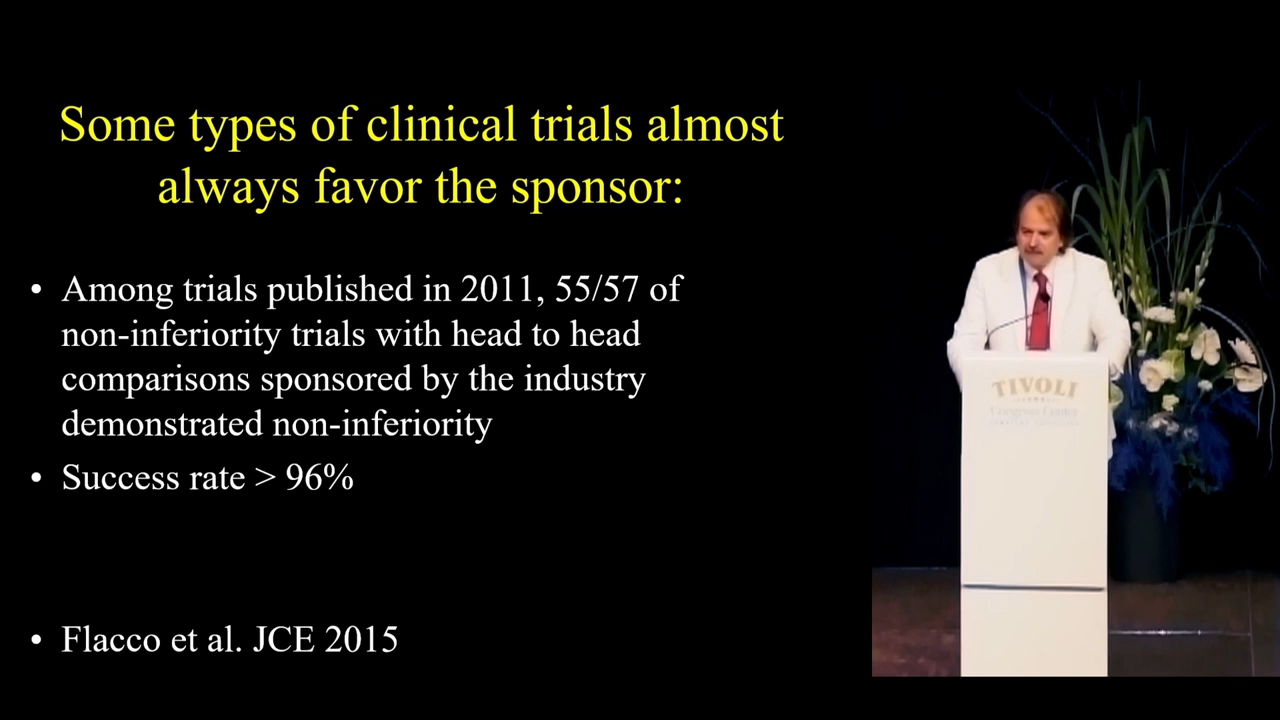 Some types of clinical trials almost
always favor the sponsor:
• Among trials published in 2011, 55/57 of
non-inferiority trials with head to head
comparisons sponsored by the industry
demonstrated non-inferiority
• Success rate > 96%
• Flacco et al. JCE 2015
TIVOLI
Congress Center